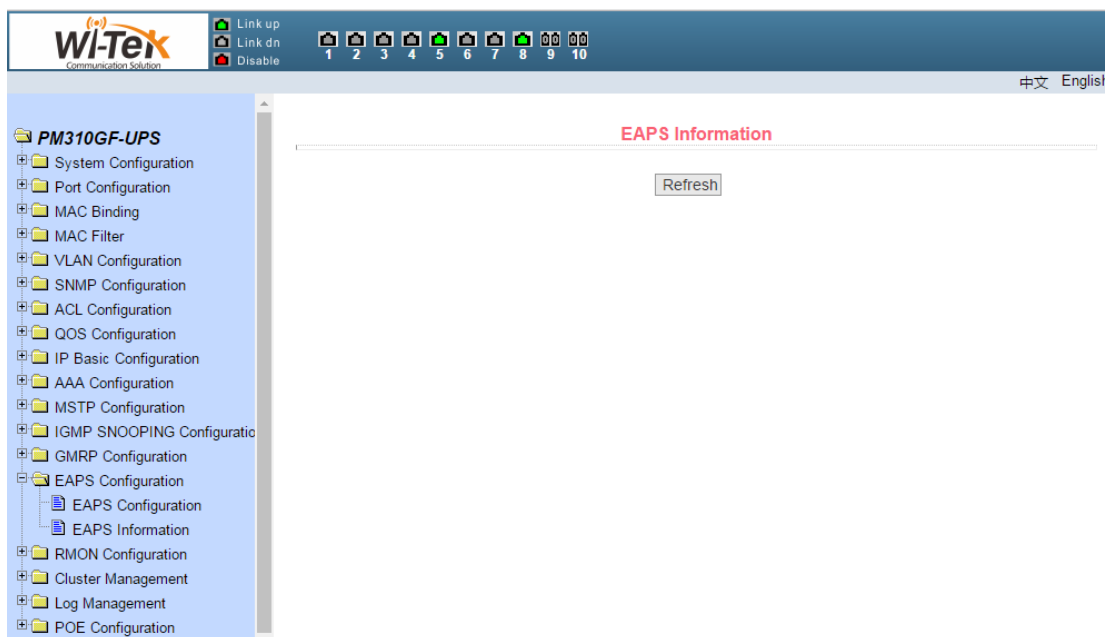 WI-TEK
Communication Solution
Link up
Link dn
Disable
1 2 3 4 5 6 7 8 9 10
中文 English
PM310GF-UPS
System Configuration
Port Configuration
MAC Binding
MAC Filter
VLAN Configuration
SNMP Configuration
ACL Configuration
QOS Configuration
IP Basic Configuration
AAA Configuration
MSTP Configuration
IGMP SNOOPING Configuratio
GMRP Configuration
EAPS Configuration
EAPS Configuration
EAPS Information
RMON Configuration
Cluster Management
Log Management
POE Configuration
EAPS Information
Refresh